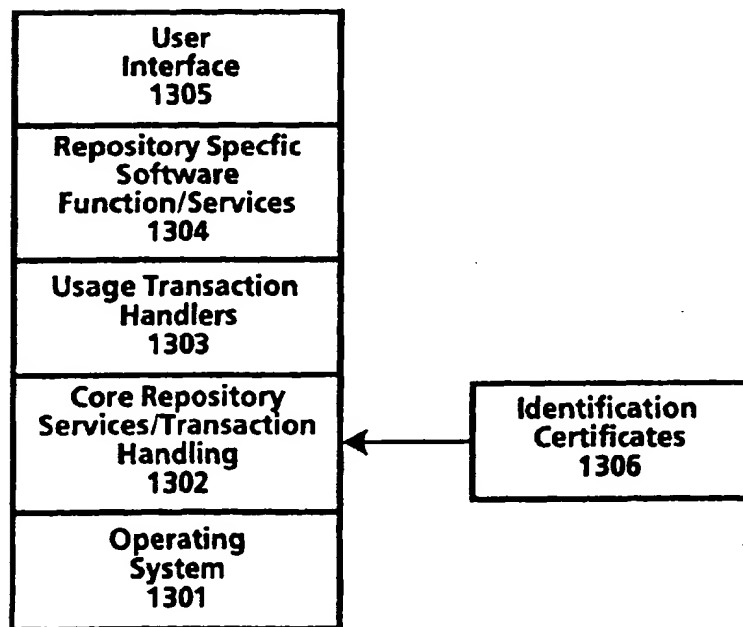 User
Interface
1305
Repository Specfic
Software
Function/Services
1304
Usage Transaction
Handlers
1303
Core Repository
Services/Transaction
Handling
1302
Operating
System
1301
Identification
Certificates
1306